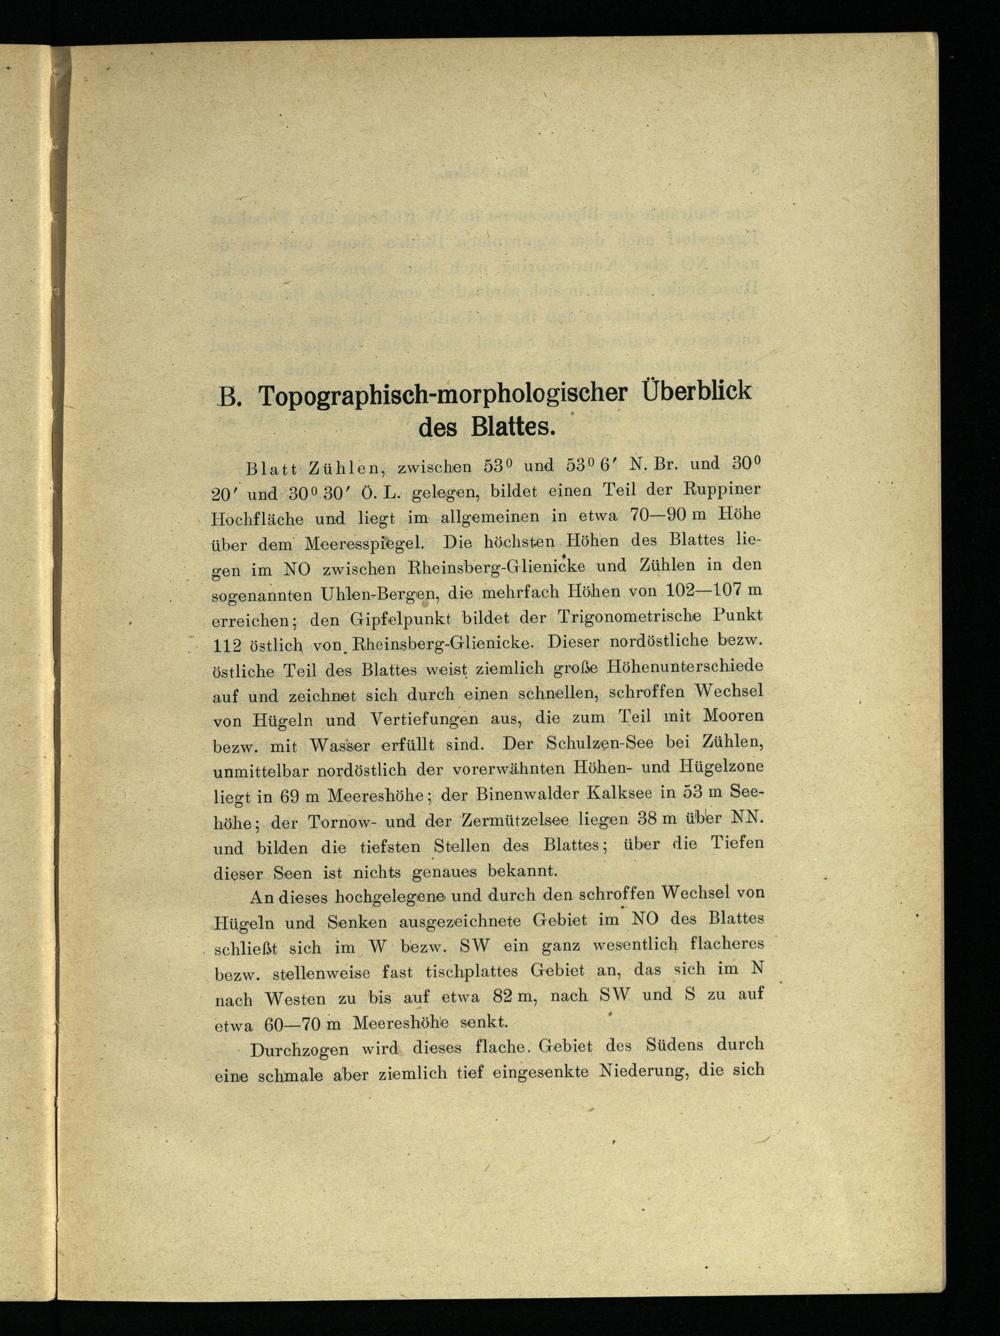 B. Topographisch-morphologischer Überblick
des Blattes.
Blatt Zühlen, zwischen 53⁰ und 53⁰ 6′ N. Br. und 30⁰
20′ und 30⁰ 30′ Ö. L. gelegen, bildet einen Teil der Ruppiner
Hochfläche und liegt im allgemeinen in etwa 70—90 m Höhe
über dem Meeresspiegel. Die höchsten Höhen des Blattes lie-
gen im NO zwischen Rheinsberg-Glienicke und Zühlen in den
sogenannten Uhlen-Bergen, die mehrfach Höhen von 102—107 m
erreichen; den Gipfelpunkt bildet der Trigonometrische Punkt
112 östlich von Rheinsberg-Glienicke. Dieser nordöstliche bezw.
östliche Teil des Blattes weist ziemlich große Höhenunterschiede
auf und zeichnet sich durch einen schnellen, schroffen Wechsel
von Hügeln und Vertiefungen aus, die zum Teil mit Mooren
bezw. mit Wasser erfüllt sind. Der Schulzen-See bei Zühlen,
unmittelbar nordöstlich der vorerwähnten Höhen- und Hügelzone
liegt in 69 m Meereshöhe; der Binenwalder Kalksee in 53 m See-
höhe; der Tornow- und der Zermützelsee liegen 38 m über NN.
und bilden die tiefsten Stellen des Blattes; über die Tiefen
dieser Seen ist nichts genaues bekannt.
An dieses hochgelegene und durch den schroffen Wechsel von
Hügeln und Senken ausgezeichnete Gebiet im NO des Blattes
schließt sich im W bezw. SW ein ganz wesentlich flacheres
bezw. stellenweise fast tischplattes Gebiet an, das sich im N
nach Westen zu bis auf etwa 82 m, nach SW und S zu auf
etwa 60—70 m Meereshöhe senkt.
Durchzogen wird dieses flache Gebiet des Südens durch
eine schmale aber ziemlich tief eingesenkte Niederung, die sich